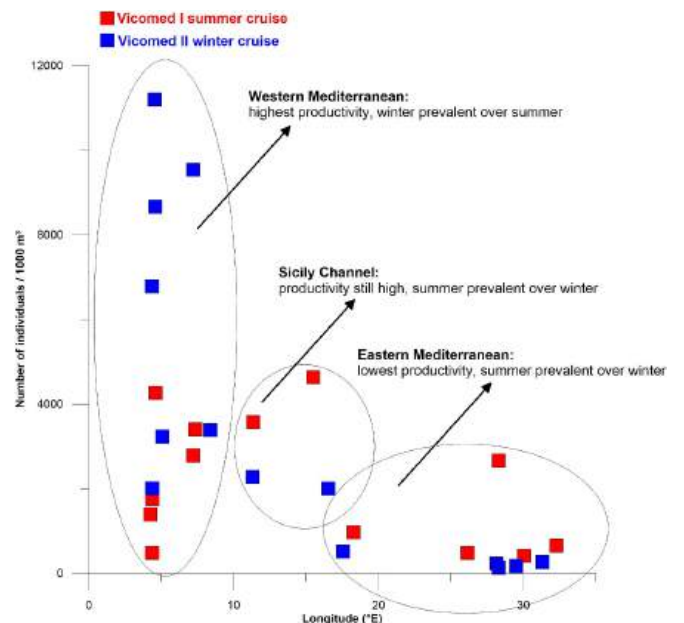 Vicomed I summer cruise
Vicomed II winter cruise
12000
Western Mediterranean:
highest productivity, winter prevalent over summer
8000
Sicily Channel:
productivity still high, summer prevalent over winter
Eastern Mediterranean:
lowest productivity, summer prevalent over winter
Number of individuals / 1000 m³
4000
0
0
10
20
30
Longitude (°E)